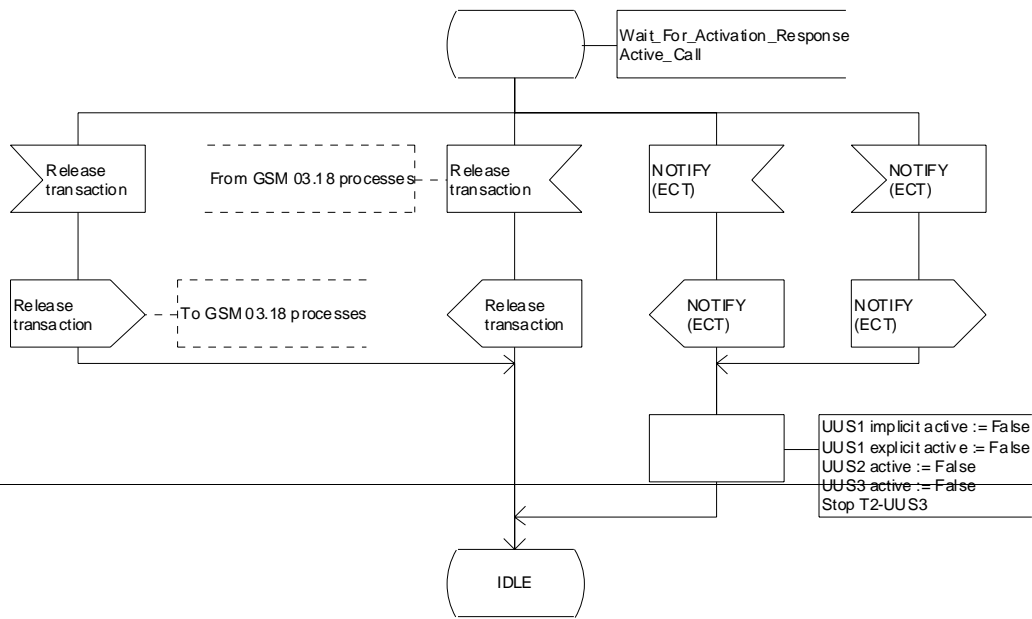 Wait_For_Activation_Response
Active_Call
Release
transaction
From GSM 03.18 processes
Release
transaction
NOTIFY
(ECT)
NOTIFY
(ECT)
Release
transaction
To GSM 03.18 processes
Release
transaction
NOTIFY
(ECT)
NOTIFY
(ECT)
UUS1 implicit active := False
UUS1 explicit active := False
UUS2 active := False
UUS3 active := False
Stop T2-UUS3
IDLE